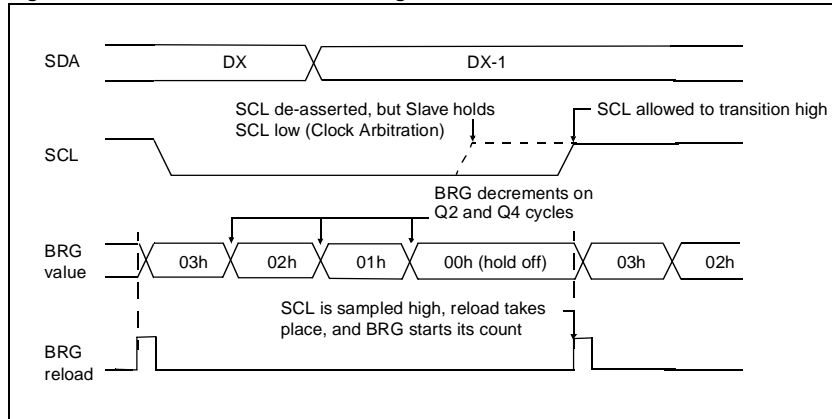 SDA
DX
DX-1
SCL de-asserted, but Slave holds
SCL low (Clock Arbitration)
SCL allowed to transition high
SCL
BRG decrements on
Q2 and Q4 cycles
BRG
value
03h
02h
01h
00h (hold off)
03h
02h
SCL is sampled high, reload takes
place, and BRG starts its count
BRG
reload